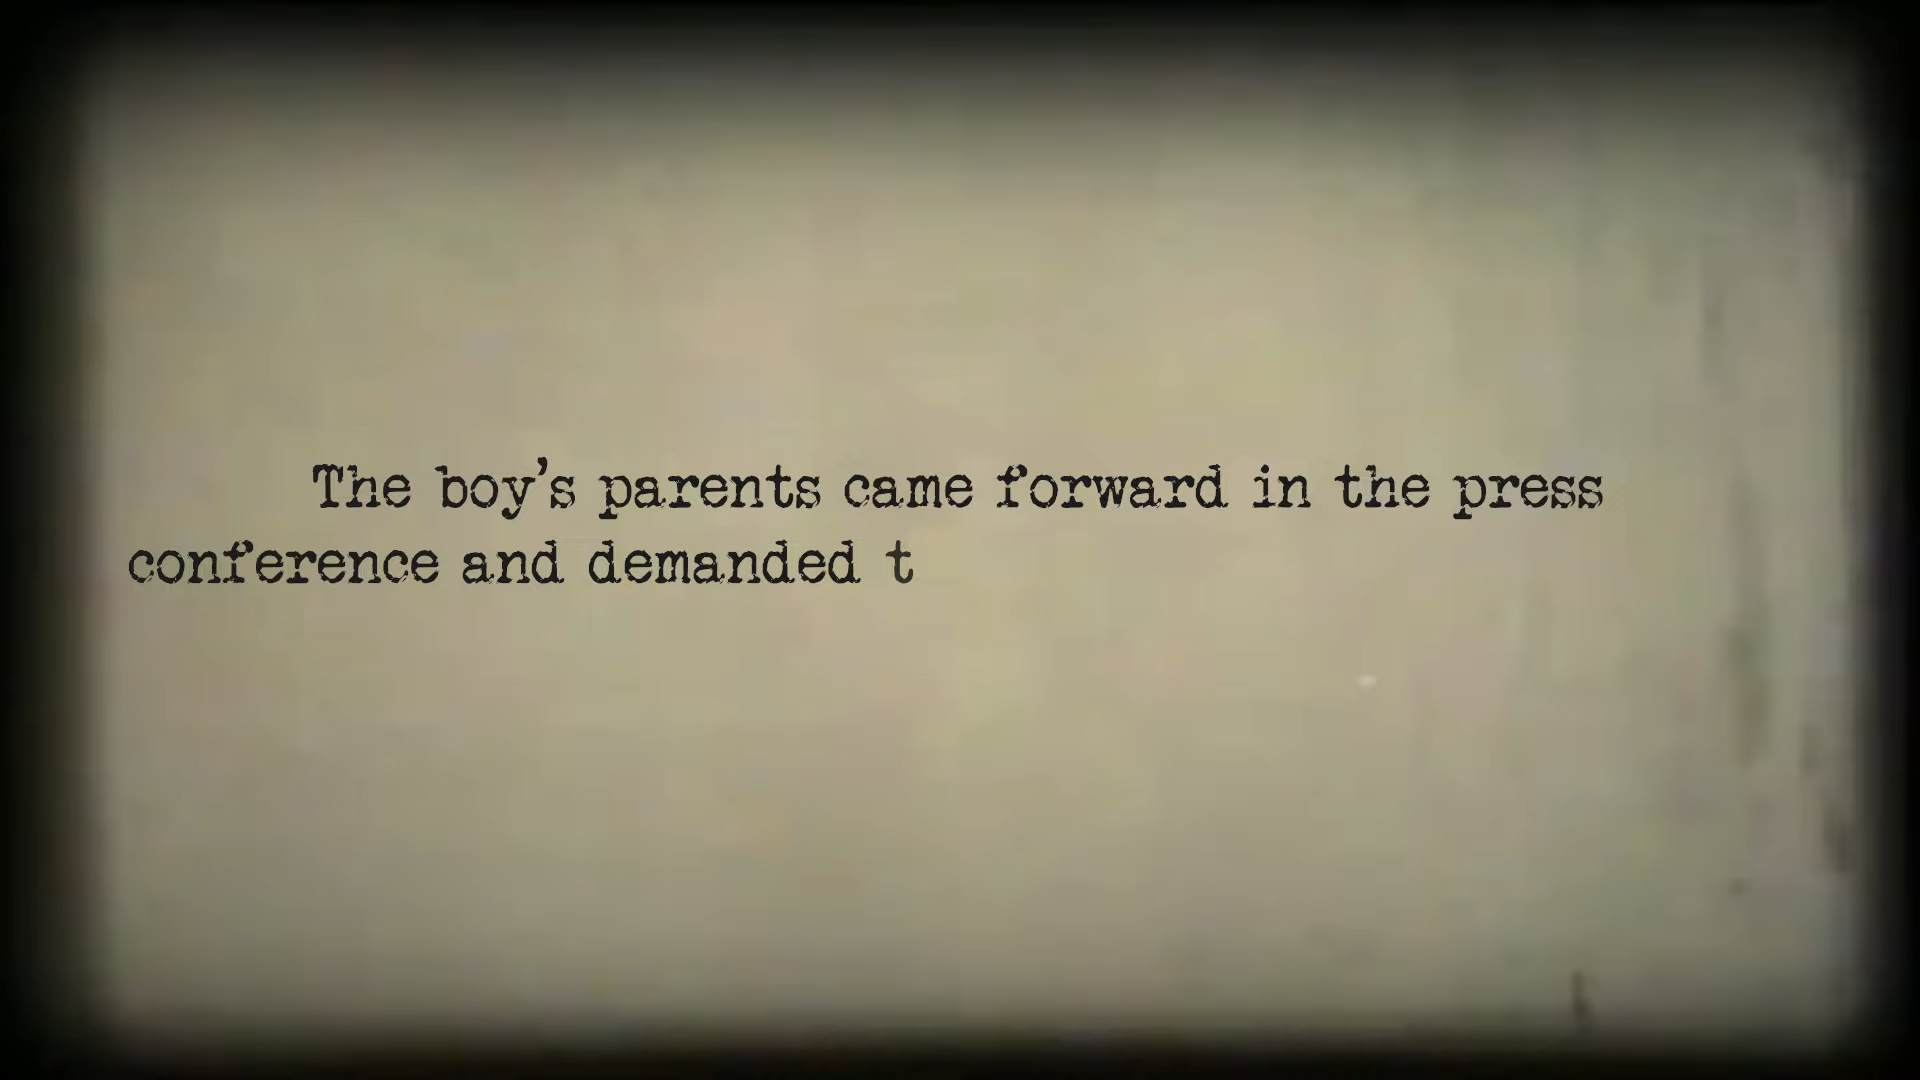 The boy's parents came forward in the press
conference and demanded t